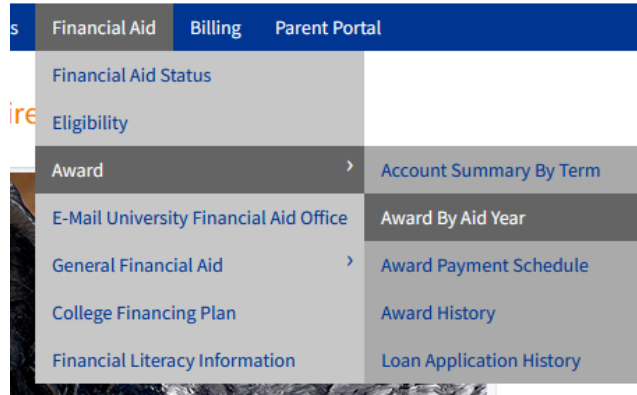 s Financial Aid Billing Parent Portal
Financial Aid Status
ire
Eligibility
Award › Account Summary By Term
E-Mail University Financial Aid Office Award By Aid Year
General Financial Aid › Award Payment Schedule
College Financing Plan Award History
Financial Literacy Information Loan Application History